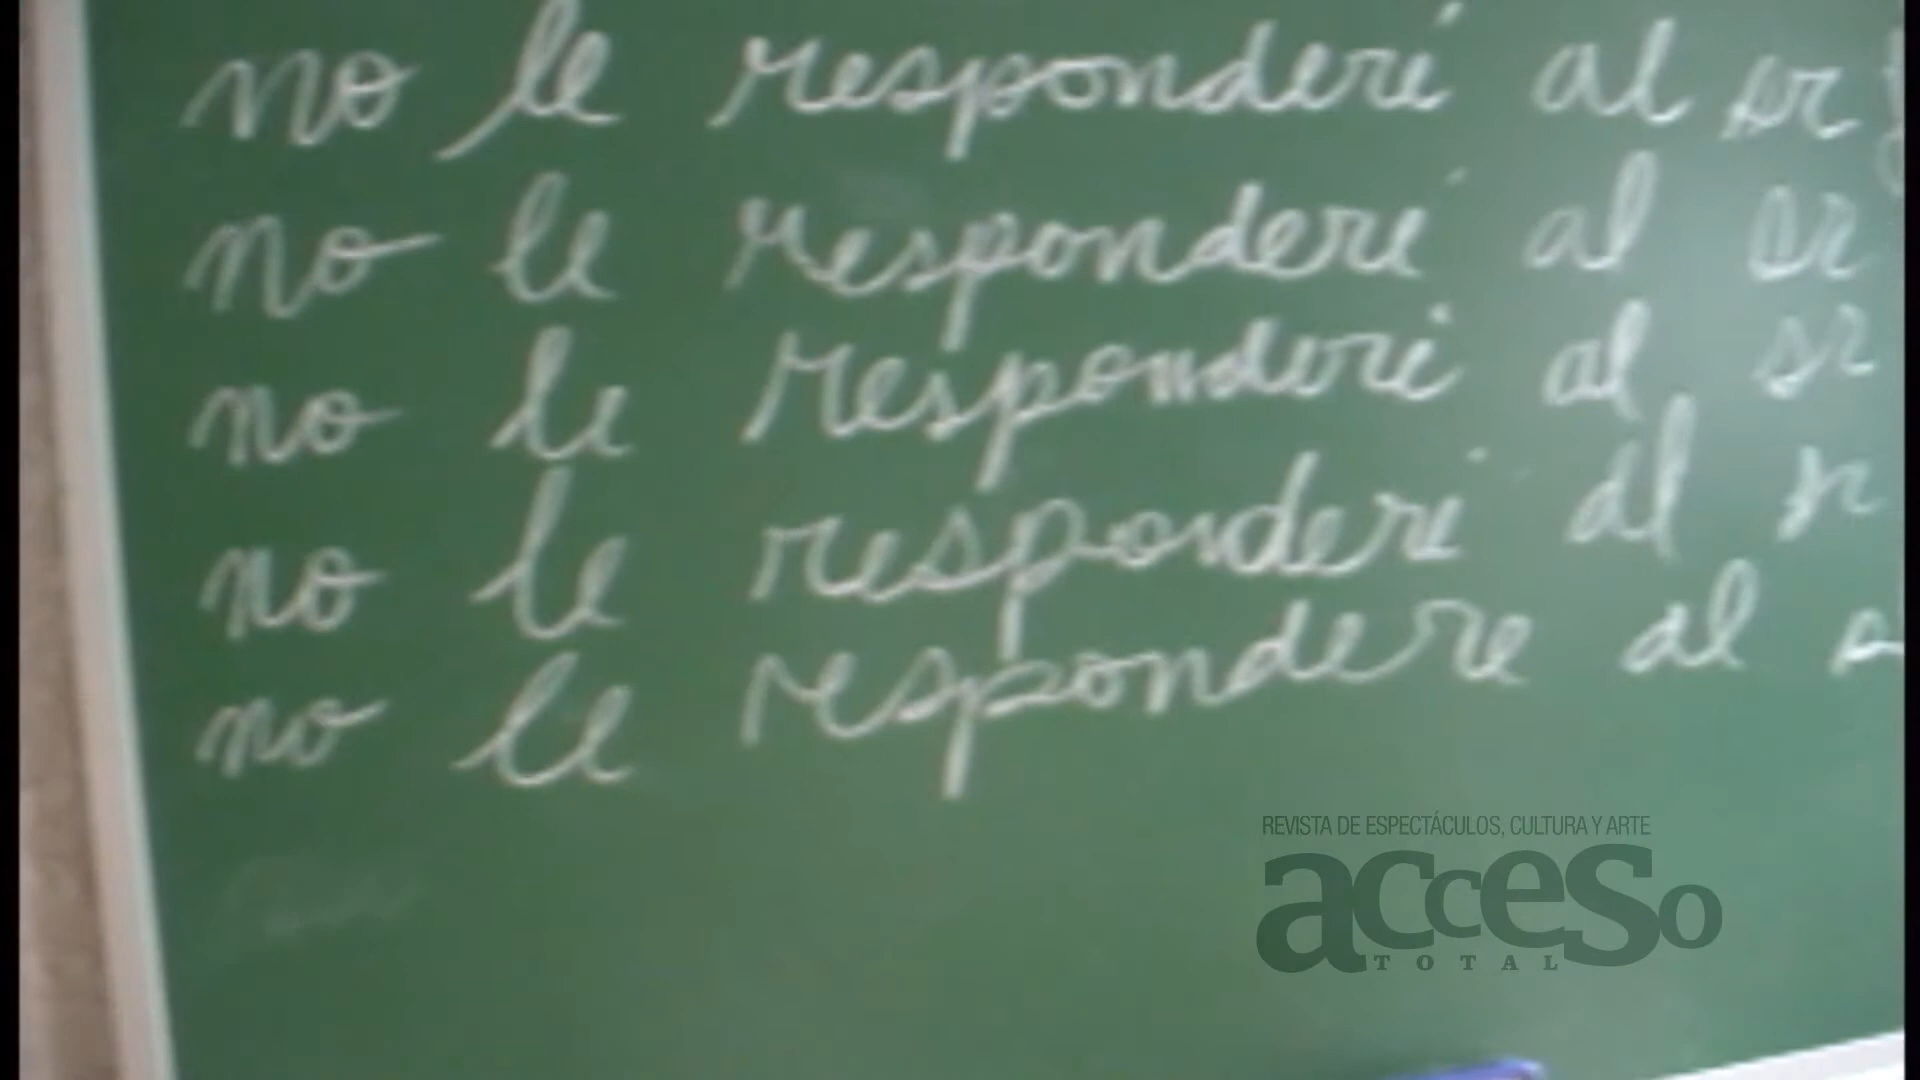 no le responderé al sr
no le responderé al sr
no le responderé al sr
no le responderé al sr
no le respondere al s
REVISTA DE ESPECTÁCULOS, CULTURA Y ARTE
acceso
TOTAL